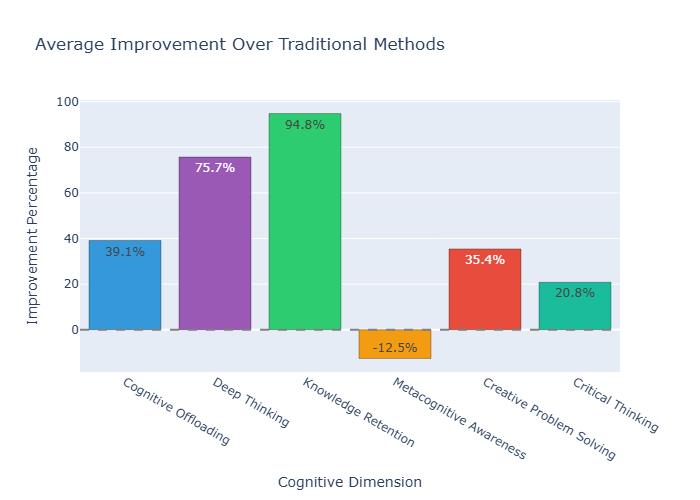 Average Improvement Over Traditional Methods
Improvement Percentage
100
80
60
40
20
0
39.1%
75.7%
94.8%
-12.5%
35.4%
20.8%
Cognitive Offloading
Deep Thinking
Knowledge Retention
Metacognitive Awareness
Creative Problem Solving
Critical Thinking
Cognitive Dimension